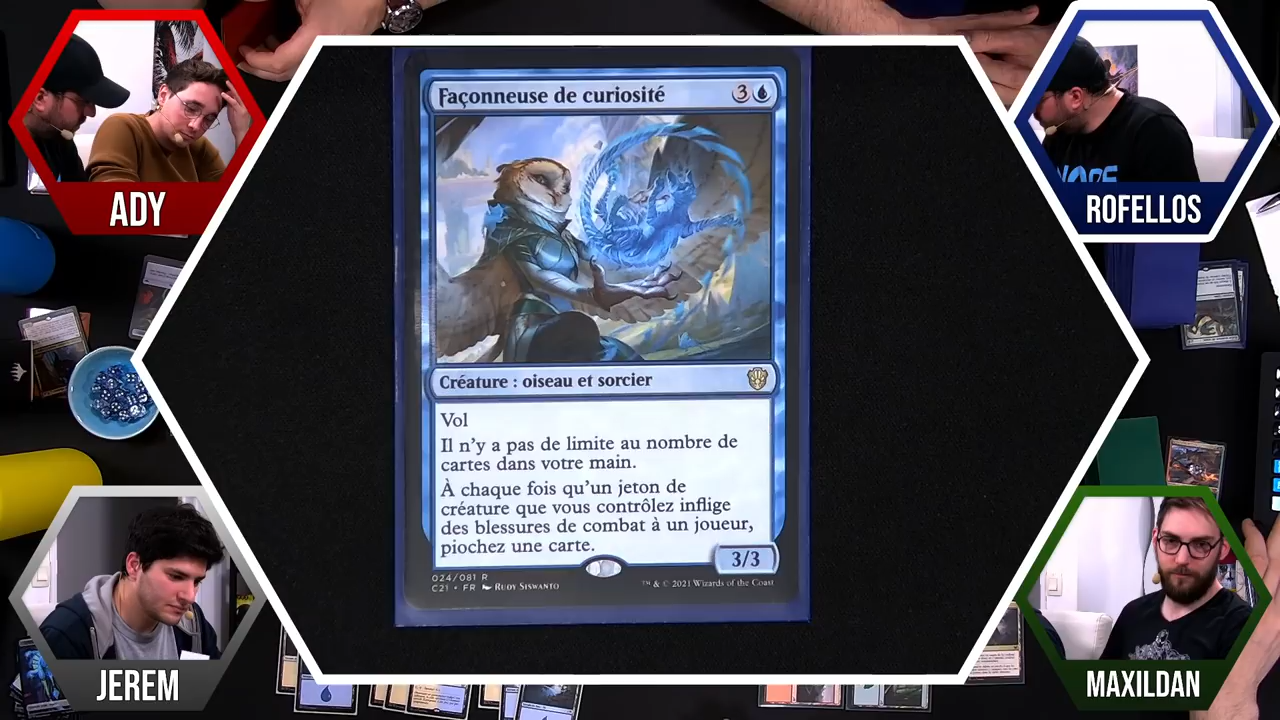 ADY
ROFELLOS
Façonneuse de curiosité
3
NOPE
Créature : oiseau et sorcier
Vol
Il n'y a pas de limite au nombre de
cartes dans votre main.
À chaque fois qu'un jeton de
créature que vous contrôlez inflige
des blessures de combat à un joueur,
piochez une carte.
3/3
024/081 R
C21 • FR RUDY SISWANTO
™ & © 2021 Wizards of the Coast
JEREM
MAXILDAN